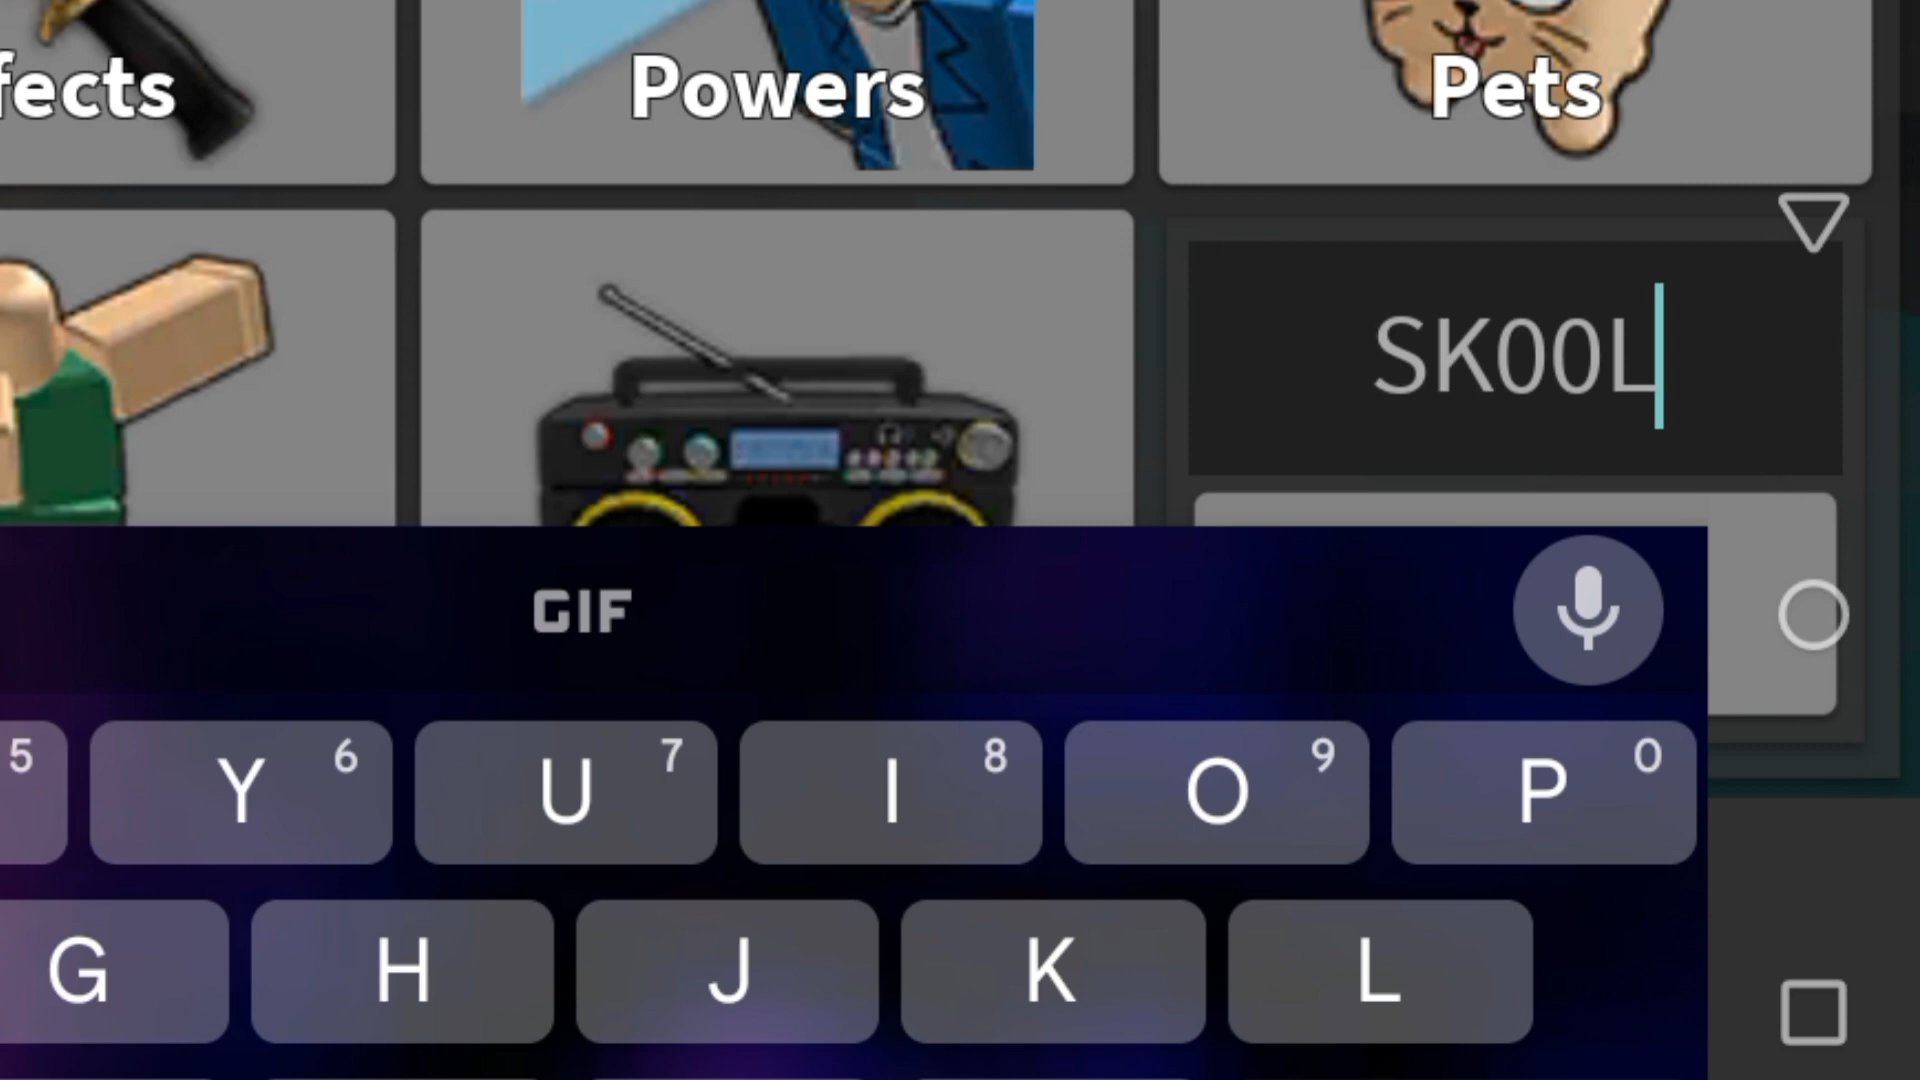 fects
Powers
Pets
SK00L
GIF
5
Y 6
U 7
I 8
O 9
P 0
G
H
J
K
L